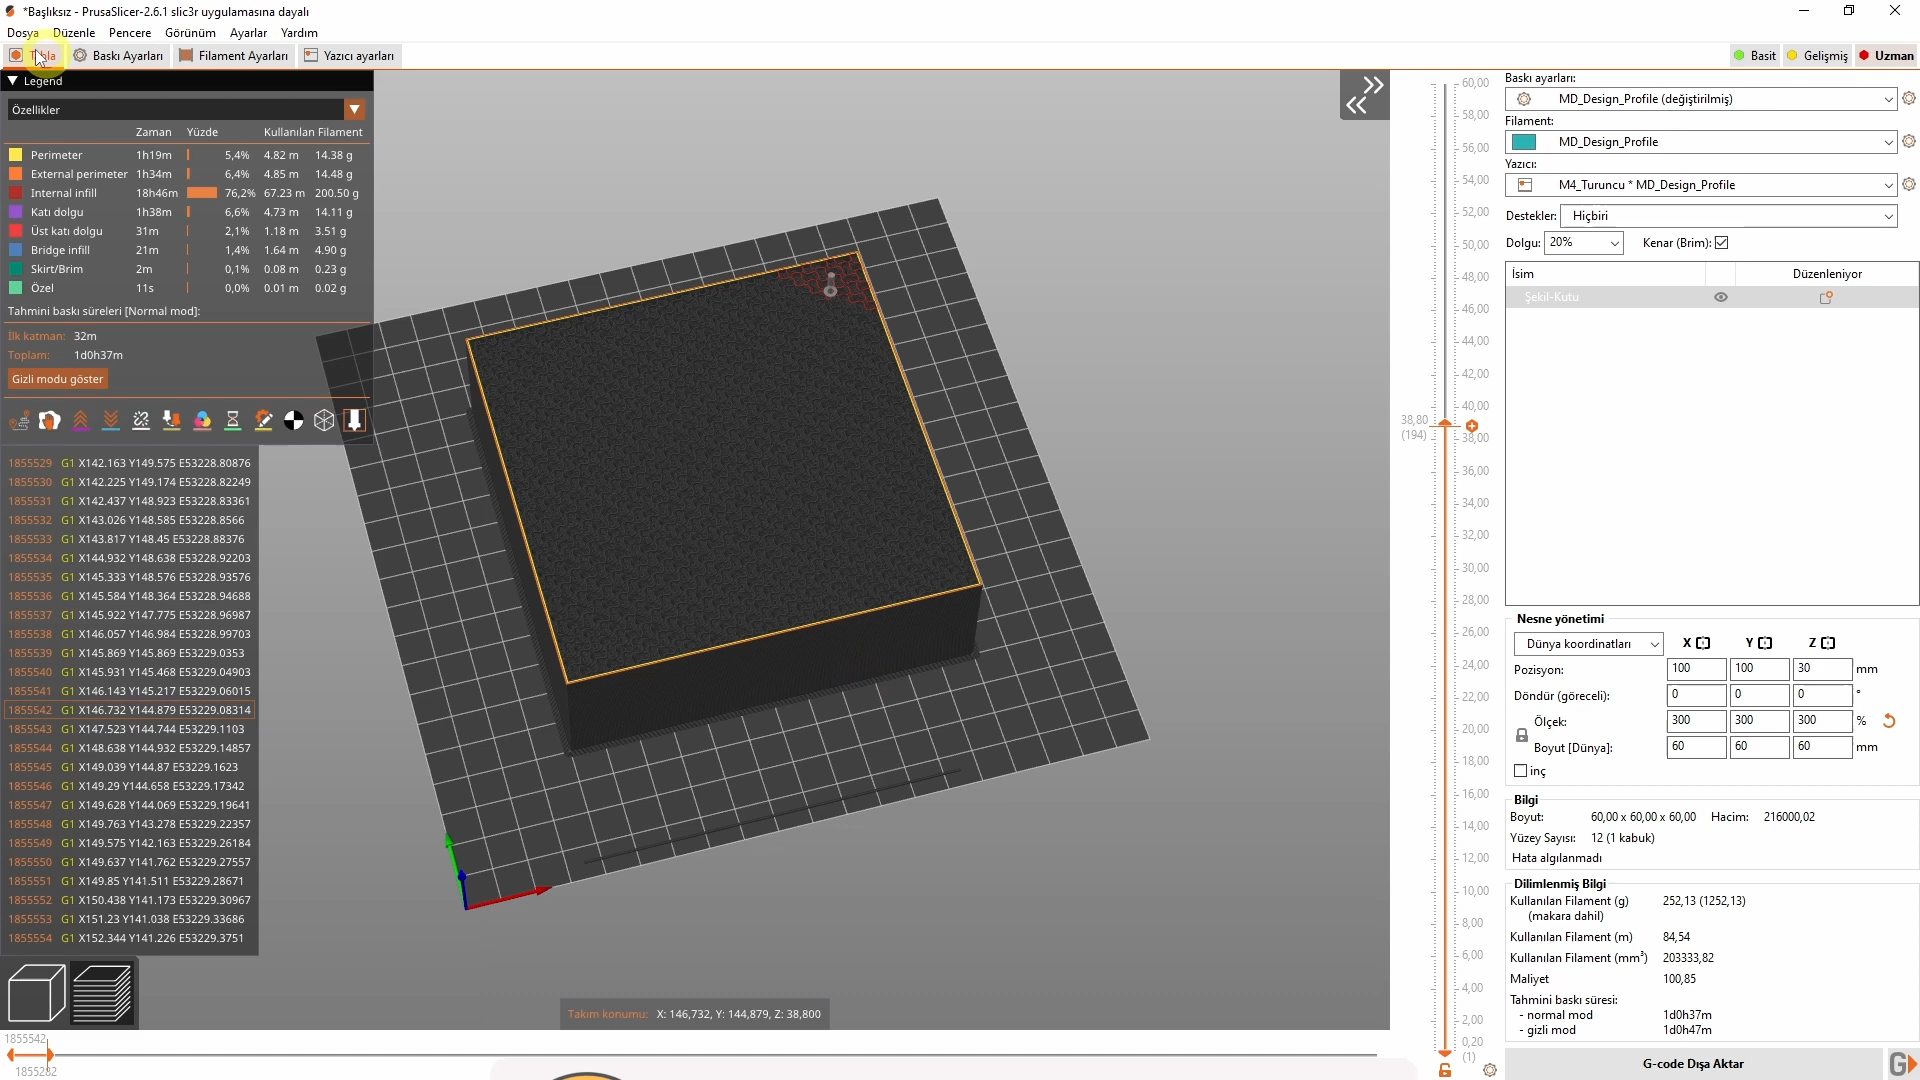 *Başlıksız - PrusaSlicer-2.6.1 slic3r uygulamasına dayalı
Dosya Düzenle Pencere Görünüm Ayarlar Yardım
Tabla Baskı Ayarları Filament Ayarları Yazıcı ayarları Basit Gelişmiş Uzman
Legend
Özellikler
Zaman Yüzde Kullanılan Filament
Perimeter 1h19m 5,4% 4.82 m 14.38 g
External perimeter 1h34m 6,4% 4.85 m 14.48 g
Internal infill 18h46m 76,2% 67.23 m 200.50 g
Katı dolgu 1h38m 6,6% 4.73 m 14.11 g
Üst katı dolgu 31m 2,1% 1.18 m 3.51 g
Bridge infill 21m 1,4% 1.64 m 4.90 g
Skirt/Brim 2m 0,1% 0.08 m 0.23 g
Özel 11s 0,0% 0.01 m 0.02 g
Tahmini baskı süreleri [Normal mod]:
İlk katman: 32m
Toplam: 1d0h37m
Gizli modu göster
1855529 G1 X142.163 Y149.575 E53228.80876
1855530 G1 X142.225 Y149.174 E53228.82249
1855531 G1 X142.437 Y148.923 E53228.83361
1855532 G1 X143.026 Y148.585 E53228.8566
1855533 G1 X143.817 Y148.45 E53228.88376
1855534 G1 X144.932 Y148.638 E53228.92203
1855535 G1 X145.333 Y148.576 E53228.93576
1855536 G1 X145.584 Y148.364 E53228.94688
1855537 G1 X145.922 Y147.775 E53228.96987
1855538 G1 X146.057 Y146.984 E53228.99703
1855539 G1 X145.869 Y145.869 E53229.0353
1855540 G1 X145.931 Y145.468 E53229.04903
1855541 G1 X146.143 Y145.217 E53229.06015
1855542 G1 X146.732 Y144.879 E53229.08314
1855543 G1 X147.523 Y144.744 E53229.1103
1855544 G1 X148.638 Y144.932 E53229.14857
1855545 G1 X149.039 Y144.87 E53229.1623
1855546 G1 X149.29 Y144.658 E53229.17342
1855547 G1 X149.628 Y144.069 E53229.19641
1855548 G1 X149.763 Y143.278 E53229.22357
1855549 G1 X149.575 Y142.163 E53229.26184
1855550 G1 X149.637 Y141.762 E53229.27557
1855551 G1 X149.85 Y141.511 E53229.28671
1855552 G1 X150.438 Y141.173 E53229.30967
1855553 G1 X151.23 Y141.038 E53229.33686
1855554 G1 X152.344 Y141.226 E53229.3751
Takım konumu: X: 146,732, Y: 144,879, Z: 38,800
1855542
1855282
60,00
58,00
56,00
54,00
52,00
50,00
48,00
46,00
44,00
42,00
40,00
38,80
(194)
38,00
36,00
34,00
32,00
30,00
28,00
26,00
24,00
22,00
20,00
18,00
16,00
14,00
12,00
10,00
8,00
6,00
4,00
2,00
0,20
(1)
Baskı ayarları:
MD_Design_Profile (değiştirilmiş)
Filament:
MD_Design_Profile
Yazıcı:
M4_Turuncu * MD_Design_Profile
Destekler: Hiçbiri
Dolgu: 20% Kenar (Brim):
İsim Düzenleniyor
Şekil-Kutu
Nesne yönetimi
Dünya koordinatları X Y Z
Pozisyon: 100 100 30 mm
Döndür (göreceli): 0 0 0 °
Ölçek: 300 300 300 %
Boyut [Dünya]: 60 60 60 mm
inç
Bilgi
Boyut: 60,00 x 60,00 x 60,00 Hacim: 216000,02
Yüzey Sayısı: 12 (1 kabuk)
Hata algılanmadı
Dilimlenmiş Bilgi
Kullanılan Filament (g) 252,13 (1252,13)
(makara dahil)
Kullanılan Filament (m) 84,54
Kullanılan Filament (mm³) 203333,82
Maliyet 100,85
Tahmini baskı süresi:
- normal mod 1d0h37m
- gizli mod 1d0h47m
G-code Dışa Aktar
G